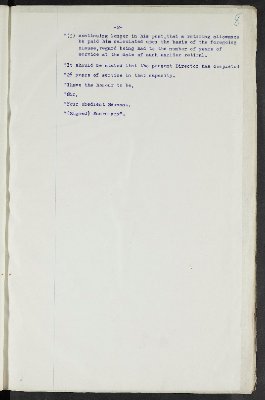 "(3) continuing longer in his post, that a retiring allowance
be paid him calculated upon the basis of the foregoing
clause, regard being had to the number of years of
service at the date of such earlier retiral.
"It should be noted that the present Director has completed
"26 years of service in that capacity.
"I have the honour to be,
"Sir,
"Your obedient Servant,
"(Signed)